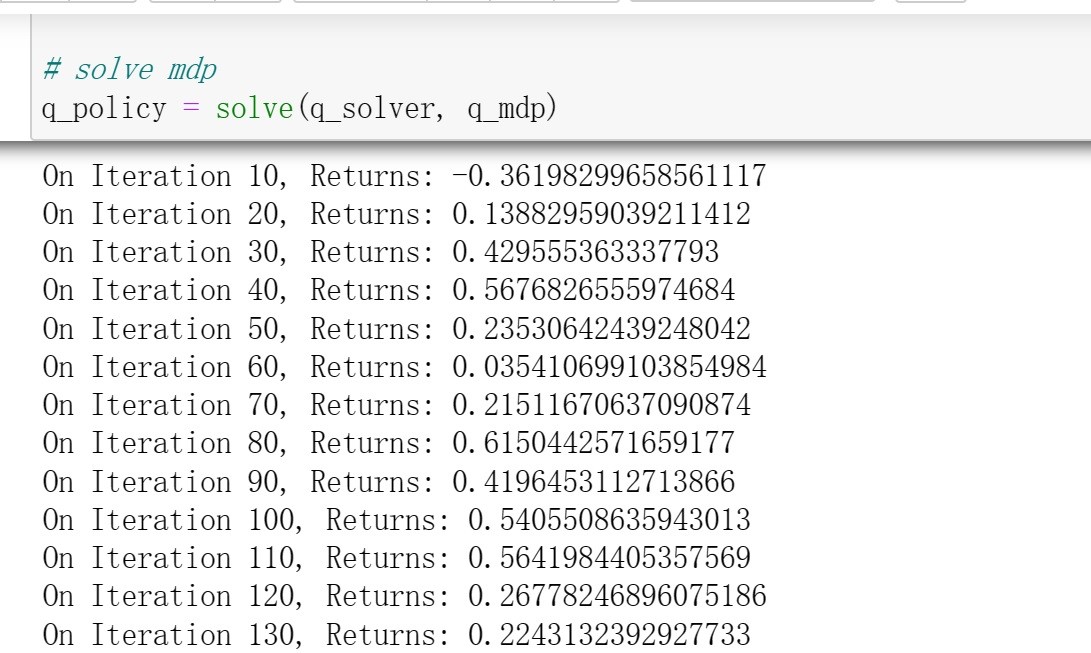 # solve mdp
q_policy = solve(q_solver, q_mdp)
On Iteration 10, Returns: -0.36198299658561117
On Iteration 20, Returns: 0.13882959039211412
On Iteration 30, Returns: 0.429555363337793
On Iteration 40, Returns: 0.5676826555974684
On Iteration 50, Returns: 0.23530642439248042
On Iteration 60, Returns: 0.035410699103854984
On Iteration 70, Returns: 0.21511670637090874
On Iteration 80, Returns: 0.6150442571659177
On Iteration 90, Returns: 0.4196453112713866
On Iteration 100, Returns: 0.5405508635943013
On Iteration 110, Returns: 0.5641984405357569
On Iteration 120, Returns: 0.26778246896075186
On Iteration 130, Returns: 0.2243132392927733